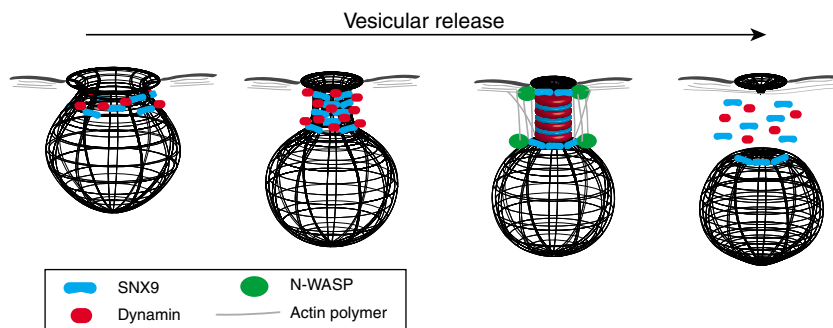 Vesicular release
SNX9
N-WASP
Dynamin
Actin polymer